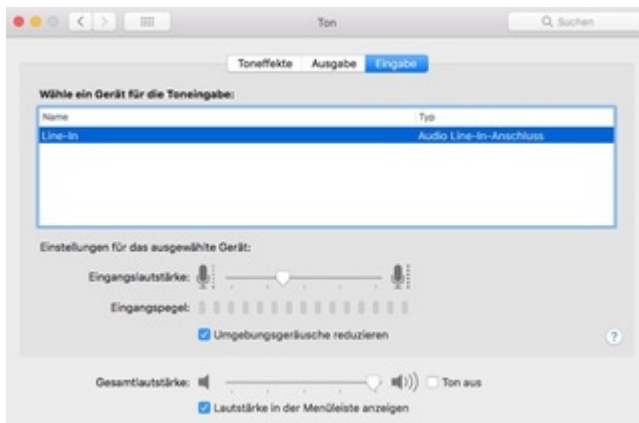 Ton
Suchen
Toneffekte Ausgabe Eingabe
Wähle ein Gerät für die Toneingabe:
Name Typ
Line-In Audio Line-In-Anschluss
Einstellungen für das ausgewählte Gerät:
Eingangslautstärke:
Eingangspegel:
Umgebungsgeräusche reduzieren
?
Gesamtlautstärke: Ton aus
Lautstärke in der Menüleiste anzeigen